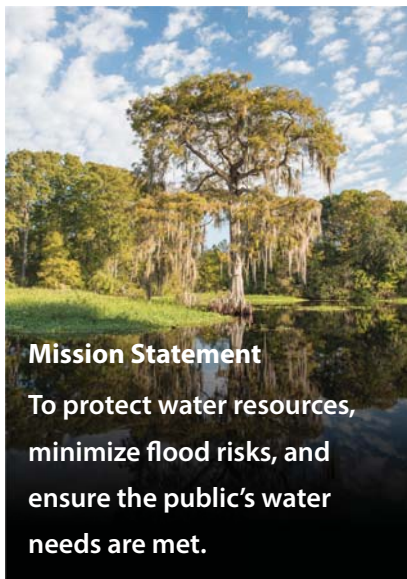 Mission Statement
To protect water resources,
minimize flood risks, and
ensure the public’s water
needs are met.